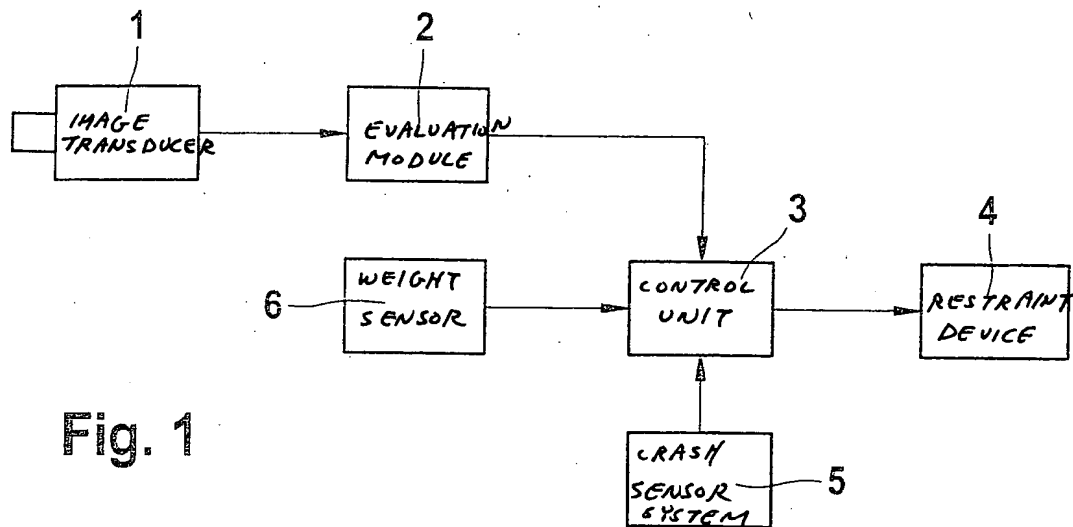 1
IMAGE
TRANSDUCER
2
EVALUATION
MODULE
3
CONTROL
UNIT
4
RESTRAINT
DEVICE
6
WEIGHT
SENSOR
CRASH
SENSOR
SYSTEM
5
Fig. 1